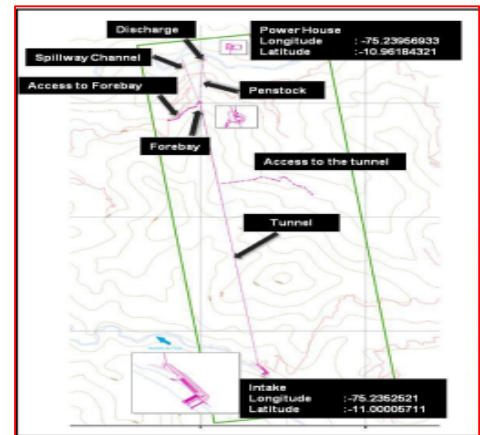 Discharge
Power House
Longitude : -75.23956933
Latitude : -10.96184321
Spillway Channel
Access to Forebay
Penstock
Forebay
Access to the tunnel
Tunnel
Intake
Longitude :-75.2352521
Latitude :-11.00005711